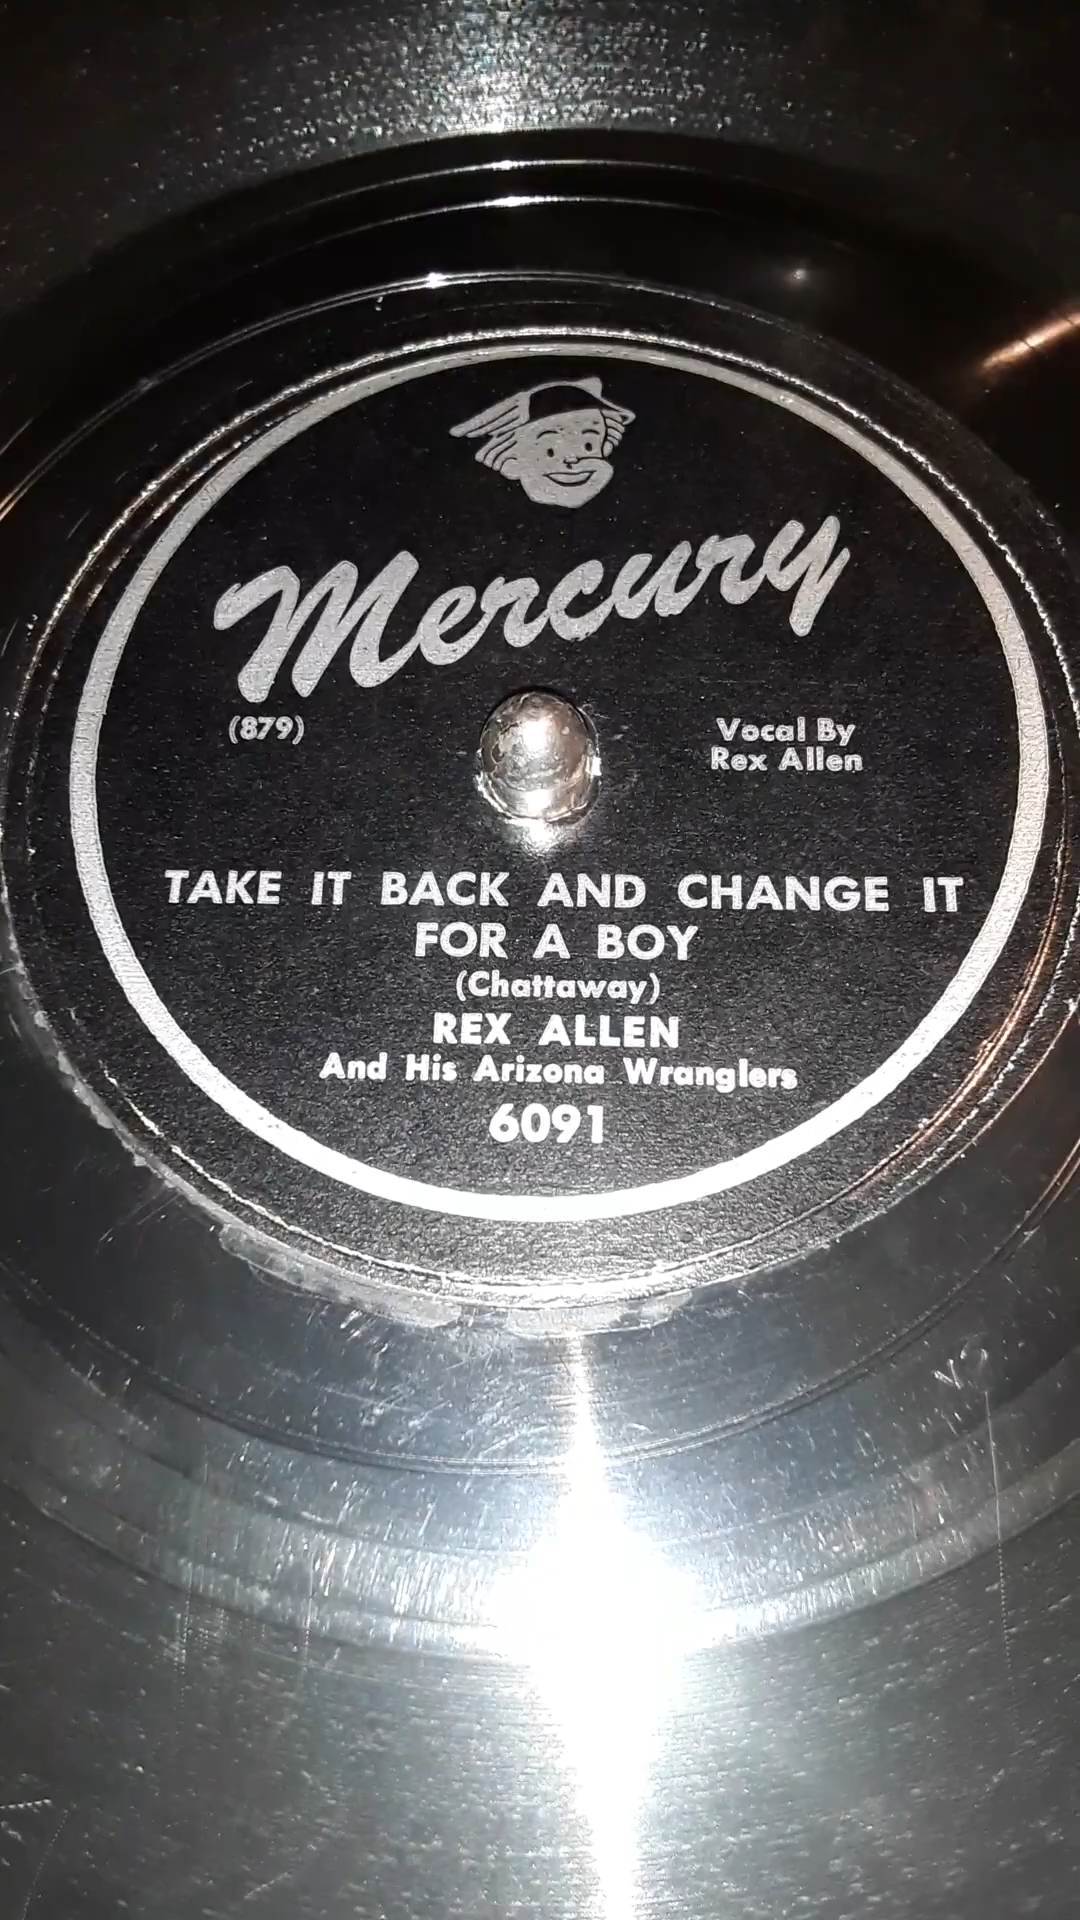 Mercury
(879)
Vocal By
Rex Allen
TAKE IT BACK AND CHANGE IT
FOR A BOY
(Chattaway)
REX ALLEN
And His Arizona Wranglers
6091